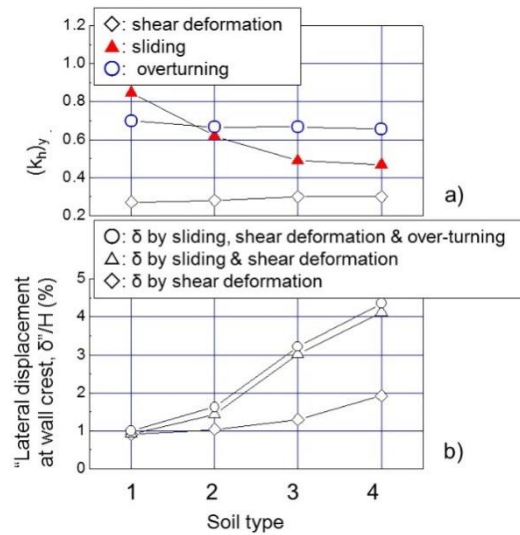 1.2
1.0
0.8
0.6
0.4
0.2
(kh)y
◇: shear deformation
▲: sliding
○: overturning
a)
○: δ by sliding, shear deformation & over-turning
△: δ by sliding & shear deformation
◇: δ by shear deformation
5
4
3
2
1
0
"Lateral displacement
at wall crest, δ"/H (%)
b)
1 2 3 4
Soil type